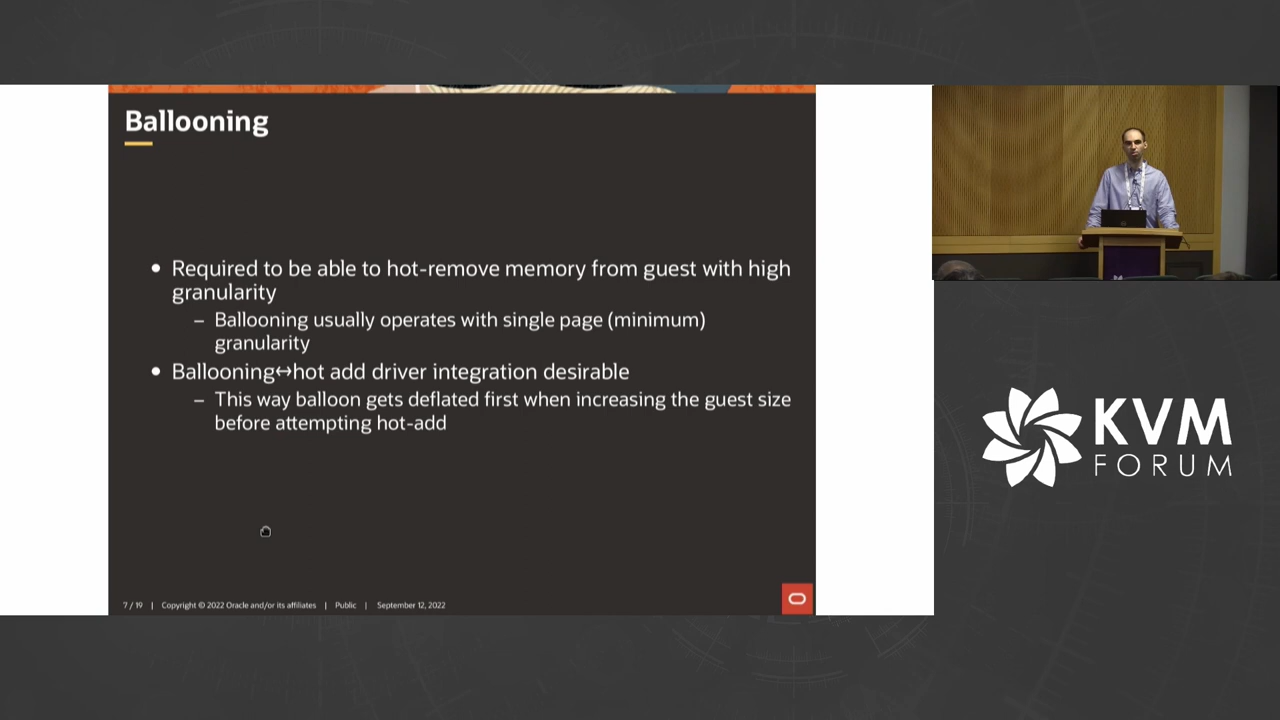 Ballooning
• Required to be able to hot-remove memory from guest with high
granularity
– Ballooning usually operates with single page (minimum)
granularity
• Ballooning↔hot add driver integration desirable
– This way balloon gets deflated first when increasing the guest size
before attempting hot-add
7 / 19 | Copyright © 2022 Oracle and/or its affiliates | Public | September 12, 2022
KVM
FORUM